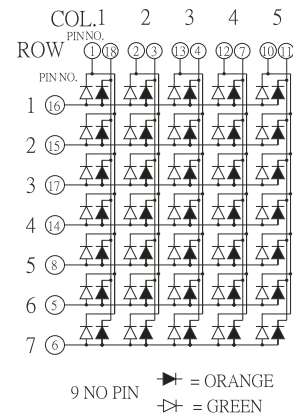 COL.1 2 3 4 5
PIN NO.
ROW 1 18 2 3 13 4 12 7 10 11
PIN NO.
1 16
2 15
3 17
4 14
5 8
6 5
7 6
9 NO PIN
= ORANGE
= GREEN